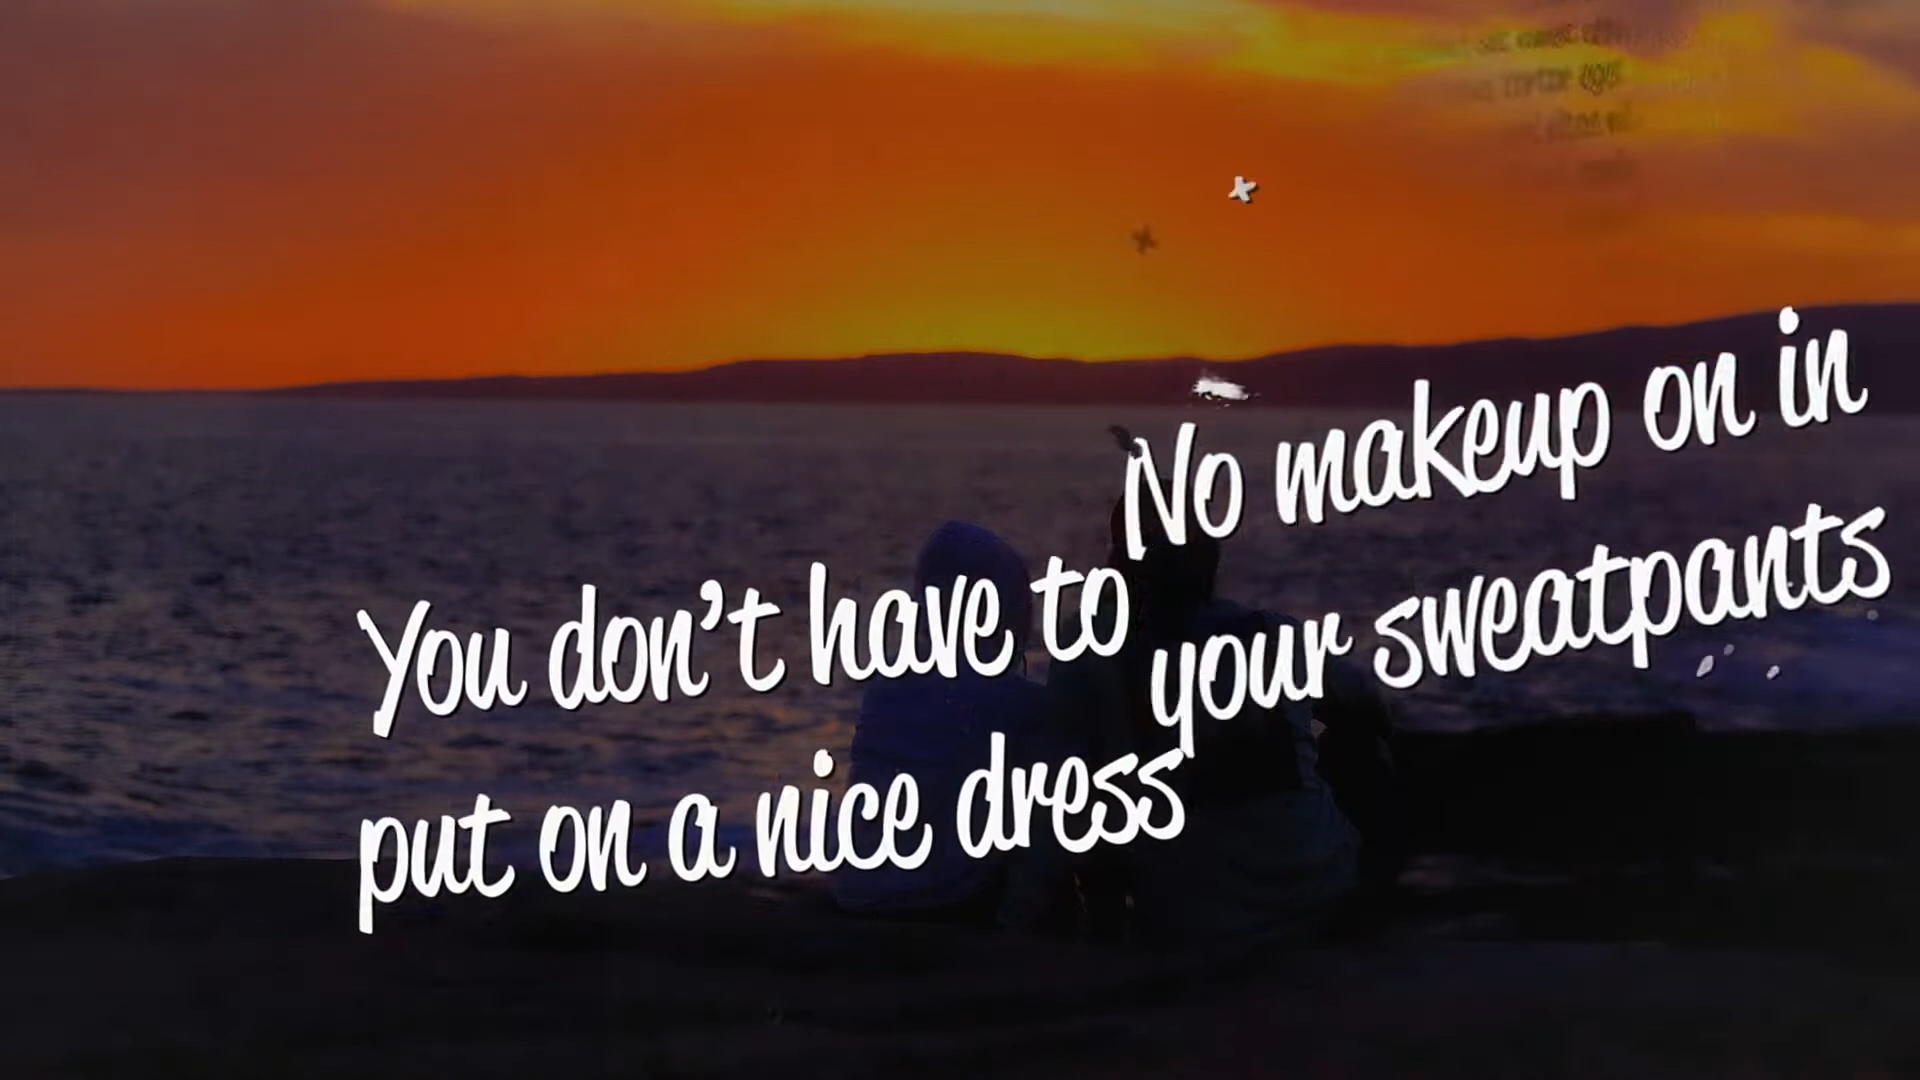 You don't have to
put on a nice dress
No makeup on in
your sweatpants